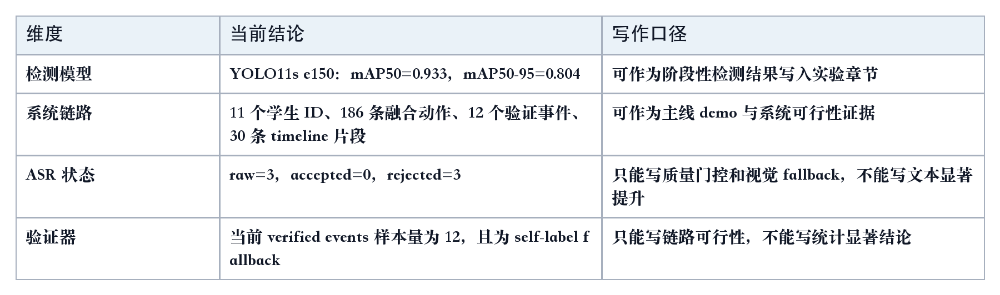 维度
当前结论
写作口径
检测模型
YOLO11s e150：mAP50=0.933，mAP50-95=0.804
可作为阶段性检测结果写入实验章节
系统链路
11 个学生 ID、186 条融合动作、12 个验证事件、
30 条 timeline 片段
可作为主线 demo 与系统可行性证据
ASR 状态
raw=3，accepted=0，rejected=3
只能写质量门控和视觉 fallback，不能写文本显著
提升
验证器
当前 verified events 样本量为 12，且为 self-label f
allback
只能写链路可行性，不能写统计显著结论